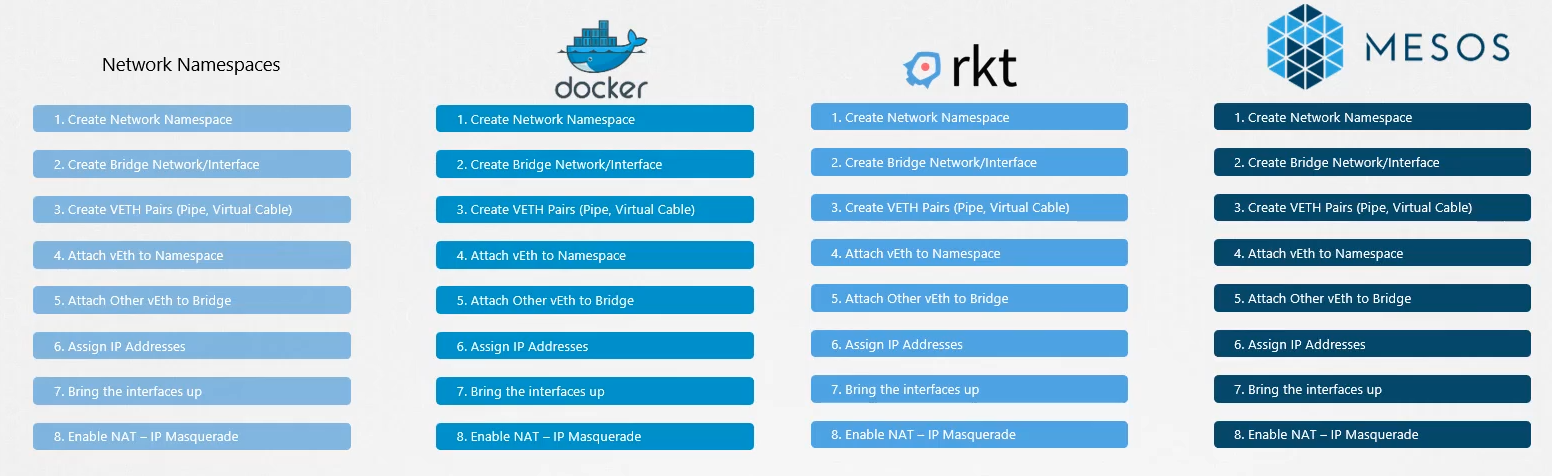 Network Namespaces
1. Create Network Namespace
2. Create Bridge Network/Interface
3. Create VETH Pairs (Pipe, Virtual Cable)
4. Attach vEth to Namespace
5. Attach Other vEth to Bridge
6. Assign IP Addresses
7. Bring the interfaces up
8. Enable NAT – IP Masquerade
docker
1. Create Network Namespace
2. Create Bridge Network/Interface
3. Create VETH Pairs (Pipe, Virtual Cable)
4. Attach vEth to Namespace
5. Attach Other vEth to Bridge
6. Assign IP Addresses
7. Bring the interfaces up
8. Enable NAT – IP Masquerade
rkt
1. Create Network Namespace
2. Create Bridge Network/Interface
3. Create VETH Pairs (Pipe, Virtual Cable)
4. Attach vEth to Namespace
5. Attach Other vEth to Bridge
6. Assign IP Addresses
7. Bring the interfaces up
8. Enable NAT – IP Masquerade
MESOS
1. Create Network Namespace
2. Create Bridge Network/Interface
3. Create VETH Pairs (Pipe, Virtual Cable)
4. Attach vEth to Namespace
5. Attach Other vEth to Bridge
6. Assign IP Addresses
7. Bring the interfaces up
8. Enable NAT – IP Masquerade